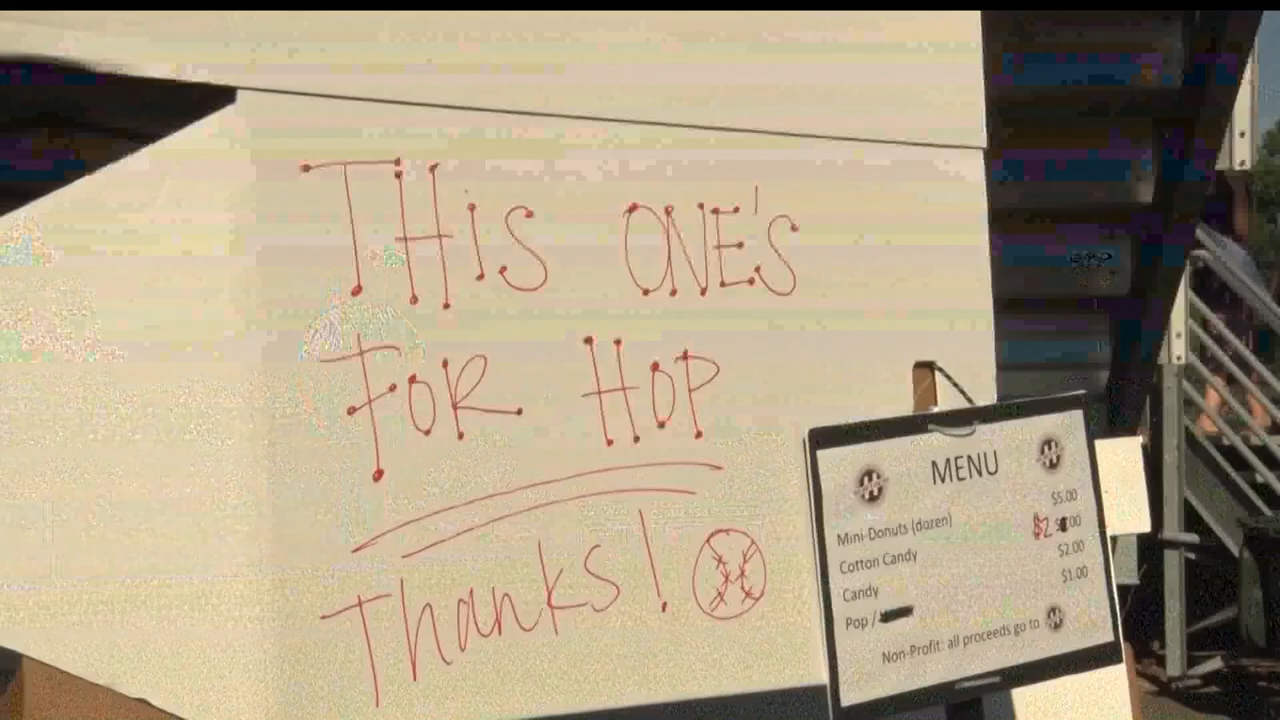 THiS ONE'S
FOR HOP
Thanks!
MENU
Mini-Donuts (dozen) $5.00
Cotton Candy $2
Candy $2.00
Pop / $1.00
Non-Profit: all proceeds go to H